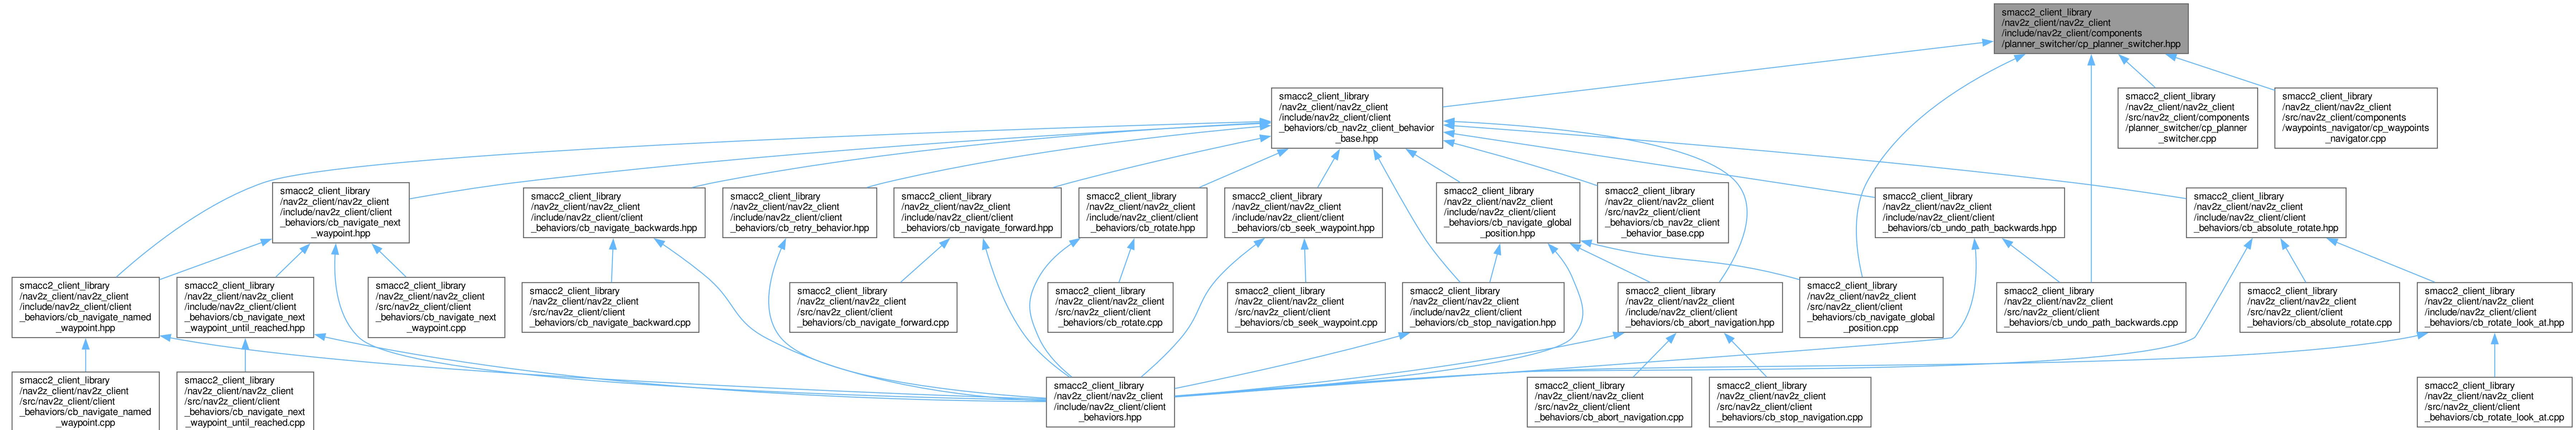 smacc2_client_library
/nav2z_client/nav2z_client
/include/nav2z_client/components
/planner_switcher/cp_planner_switcher.hpp
smacc2_client_library
/nav2z_client/nav2z_client
/include/nav2z_client/client
_behaviors/cb_nav2z_client_behavior
_base.hpp
smacc2_client_library
/nav2z_client/nav2z_client
/src/nav2z_client/components
/planner_switcher/cp_planner
_switcher.cpp
smacc2_client_library
/nav2z_client/nav2z_client
/src/nav2z_client/components
/waypoints_navigator/cp_waypoints
_navigator.cpp
smacc2_client_library
/nav2z_client/nav2z_client
/include/nav2z_client/client
_behaviors/cb_navigate_next
_waypoint.hpp
smacc2_client_library
/nav2z_client/nav2z_client
/include/nav2z_client/client
_behaviors/cb_navigate_backwards.hpp
smacc2_client_library
/nav2z_client/nav2z_client
/include/nav2z_client/client
_behaviors/cb_retry_behavior.hpp
smacc2_client_library
/nav2z_client/nav2z_client
/include/nav2z_client/client
_behaviors/cb_navigate_forward.hpp
smacc2_client_library
/nav2z_client/nav2z_client
/include/nav2z_client/client
_behaviors/cb_rotate.hpp
smacc2_client_library
/nav2z_client/nav2z_client
/include/nav2z_client/client
_behaviors/cb_seek_waypoint.hpp
smacc2_client_library
/nav2z_client/nav2z_client
/include/nav2z_client/client
_behaviors/cb_navigate_global
_position.hpp
smacc2_client_library
/nav2z_client/nav2z_client
/src/nav2z_client/client
_behaviors/cb_nav2z_client
_behavior_base.cpp
smacc2_client_library
/nav2z_client/nav2z_client
/include/nav2z_client/client
_behaviors/cb_undo_path_backwards.hpp
smacc2_client_library
/nav2z_client/nav2z_client
/include/nav2z_client/client
_behaviors/cb_absolute_rotate.hpp
smacc2_client_library
/nav2z_client/nav2z_client
/include/nav2z_client/client
_behaviors/cb_navigate_named
_waypoint.hpp
smacc2_client_library
/nav2z_client/nav2z_client
/include/nav2z_client/client
_behaviors/cb_navigate_next
_waypoint_until_reached.hpp
smacc2_client_library
/nav2z_client/nav2z_client
/src/nav2z_client/client
_behaviors/cb_navigate_next
_waypoint.cpp
smacc2_client_library
/nav2z_client/nav2z_client
/src/nav2z_client/client
_behaviors/cb_navigate_backward.cpp
smacc2_client_library
/nav2z_client/nav2z_client
/src/nav2z_client/client
_behaviors/cb_navigate_forward.cpp
smacc2_client_library
/nav2z_client/nav2z_client
/src/nav2z_client/client
_behaviors/cb_rotate.cpp
smacc2_client_library
/nav2z_client/nav2z_client
/src/nav2z_client/client
_behaviors/cb_seek_waypoint.cpp
smacc2_client_library
/nav2z_client/nav2z_client
/include/nav2z_client/client
_behaviors/cb_stop_navigation.hpp
smacc2_client_library
/nav2z_client/nav2z_client
/include/nav2z_client/client
_behaviors/cb_abort_navigation.hpp
smacc2_client_library
/nav2z_client/nav2z_client
/src/nav2z_client/client
_behaviors/cb_navigate_global
_position.cpp
smacc2_client_library
/nav2z_client/nav2z_client
/src/nav2z_client/client
_behaviors/cb_undo_path_backwards.cpp
smacc2_client_library
/nav2z_client/nav2z_client
/src/nav2z_client/client
_behaviors/cb_absolute_rotate.cpp
smacc2_client_library
/nav2z_client/nav2z_client
/include/nav2z_client/client
_behaviors/cb_rotate_look_at.hpp
smacc2_client_library
/nav2z_client/nav2z_client
/src/nav2z_client/client
_behaviors/cb_navigate_named
_waypoint.cpp
smacc2_client_library
/nav2z_client/nav2z_client
/src/nav2z_client/client
_behaviors/cb_navigate_next
_waypoint_until_reached.cpp
smacc2_client_library
/nav2z_client/nav2z_client
/include/nav2z_client/client
_behaviors.hpp
smacc2_client_library
/nav2z_client/nav2z_client
/src/nav2z_client/client
_behaviors/cb_abort_navigation.cpp
smacc2_client_library
/nav2z_client/nav2z_client
/src/nav2z_client/client
_behaviors/cb_stop_navigation.cpp
smacc2_client_library
/nav2z_client/nav2z_client
/src/nav2z_client/client
_behaviors/cb_rotate_look_at.cpp